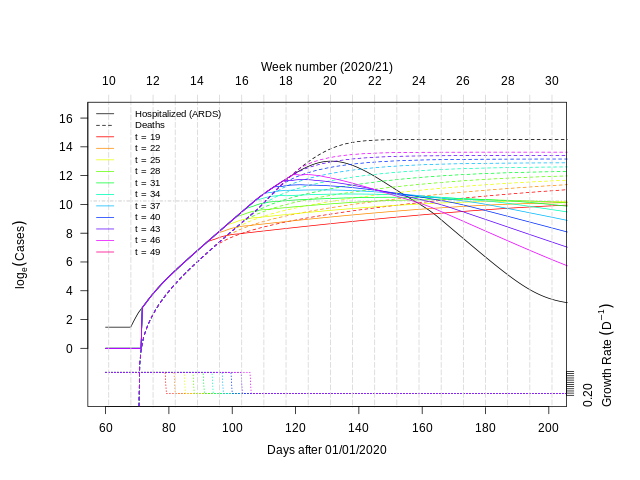 Week number (2020/21)
10 12 14 16 18 20 22 24 26 28 30
Hospitalized (ARDS)
Deaths
t = 19
t = 22
t = 25
t = 28
t = 31
t = 34
t = 37
t = 40
t = 43
t = 46
t = 49
16
14
12
10
8
6
4
2
0
logₑ(Cases)
0.20
Growth Rate (D⁻¹)
60 80 100 120 140 160 180 200
Days after 01/01/2020